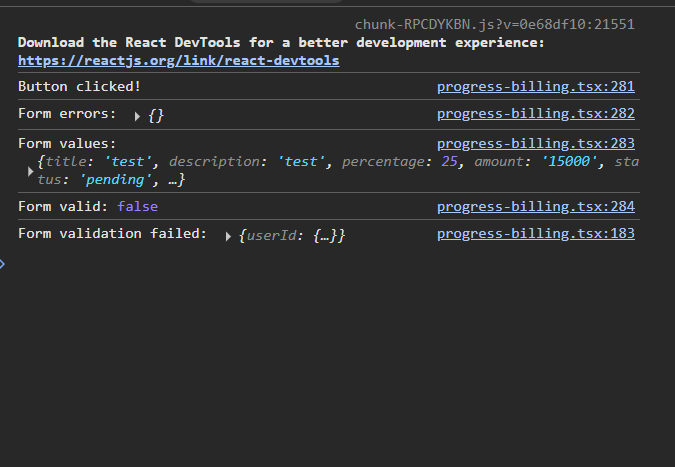 chunk-RPCDYKBN.js?v=0e68df10:21551
Download the React DevTools for a better development experience:
https://reactjs.org/link/react-devtools
Button clicked! progress-billing.tsx:281
Form errors: ▶ {} progress-billing.tsx:282
Form values: progress-billing.tsx:283
▶ {title: 'test', description: 'test', percentage: 25, amount: '15000', sta
tus: 'pending', …}
Form valid: false progress-billing.tsx:284
Form validation failed: ▶ {userId: {…}} progress-billing.tsx:183